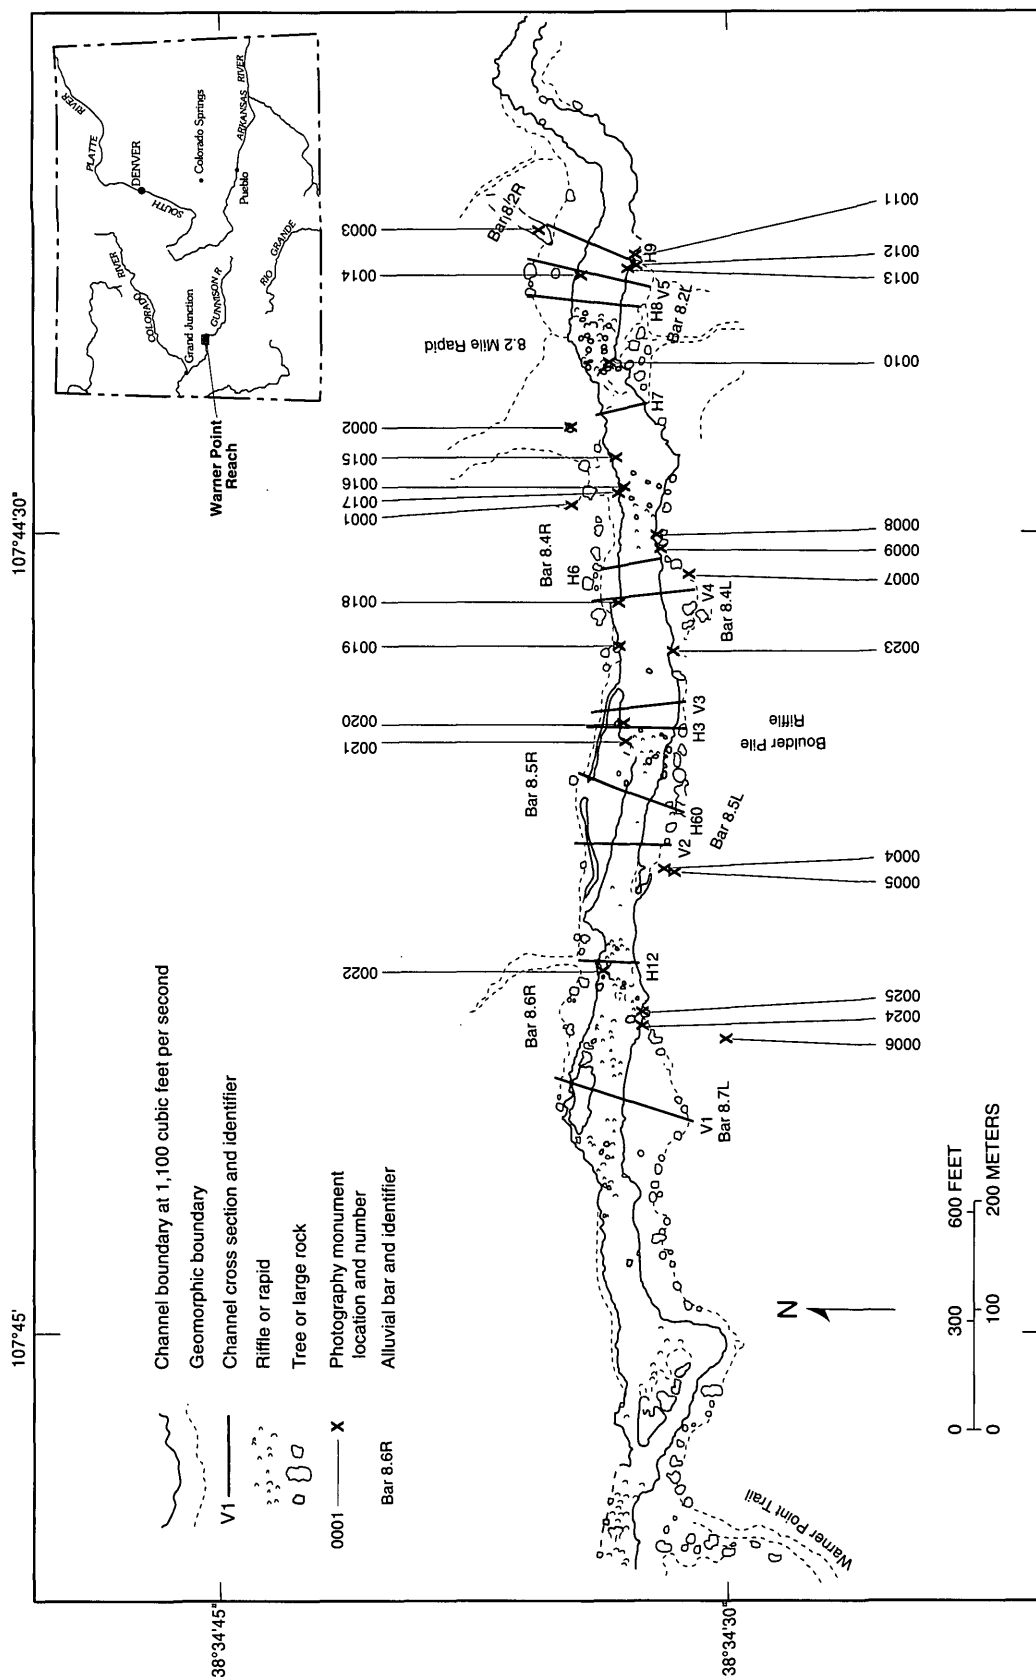 107°45'
107°44'30"
38°34'45"
38°34'30"
Channel boundary at 1,100 cubic feet per second
Geomorphic boundary
V1
Channel cross section and identifier
Riffle or rapid
Tree or large rock
0001
X
Photography monument
location and number
Bar 8.6R
Alluvial bar and identifier
PLATTE
RIVER
SOUTH
DENVER
Colorado Springs
Pueblo
ARKANSAS RIVER
COLORADO
RIVER
Grand Junction
GUNNISON R
RIO GRANDE
Warner Point
Reach
0022
0021
0020
0019
0018
0001
0017
0016
0015
0002
0014
0003
Bar 8.6R
Bar 8.5R
Bar 8.4R
H6
8.2 Mile Rapid
Bar 8.2R
S
V1
Bar 8.7L
H12
V2
H60
Bar 8.5L
H3
V3
Boulder Pile
Riffle
V4
Bar 8.4L
H7
H8
V5
Bar 8.2L
H9
0006
0024
0025
0005
0004
0023
0007
0009
0008
0010
0013
0012
0011
Warner Point Trail
N
0 300 600 FEET
0 100 200 METERS